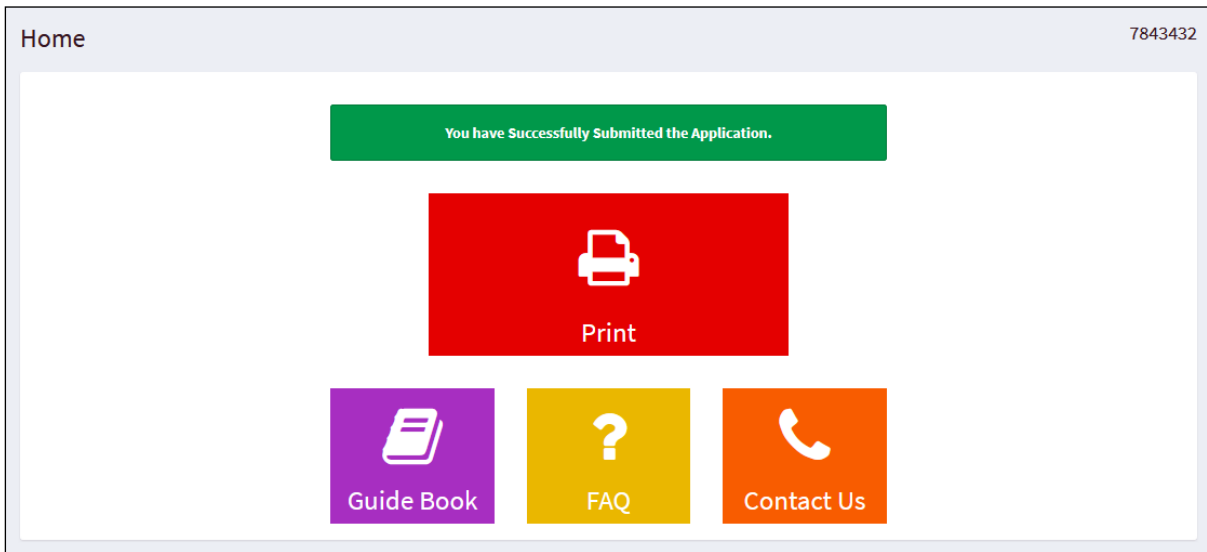 Home
7843432
You have Successfully Submitted the Application.
Print
Guide Book
FAQ
Contact Us